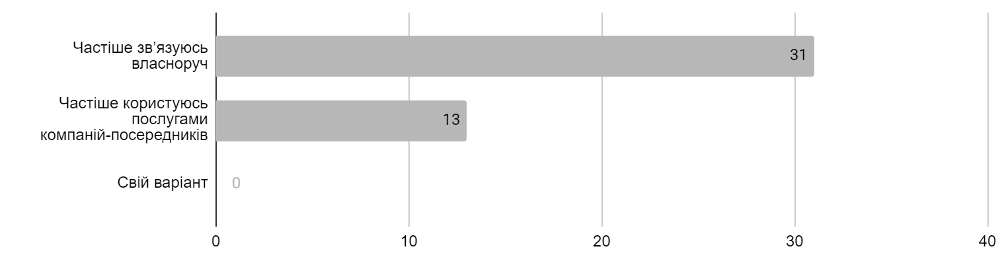 Частіше зв’язуюсь
власноруч
31
Частіше користуюсь
послугами
компаній-посередників
13
Свій варіант
0
0
10
20
30
40